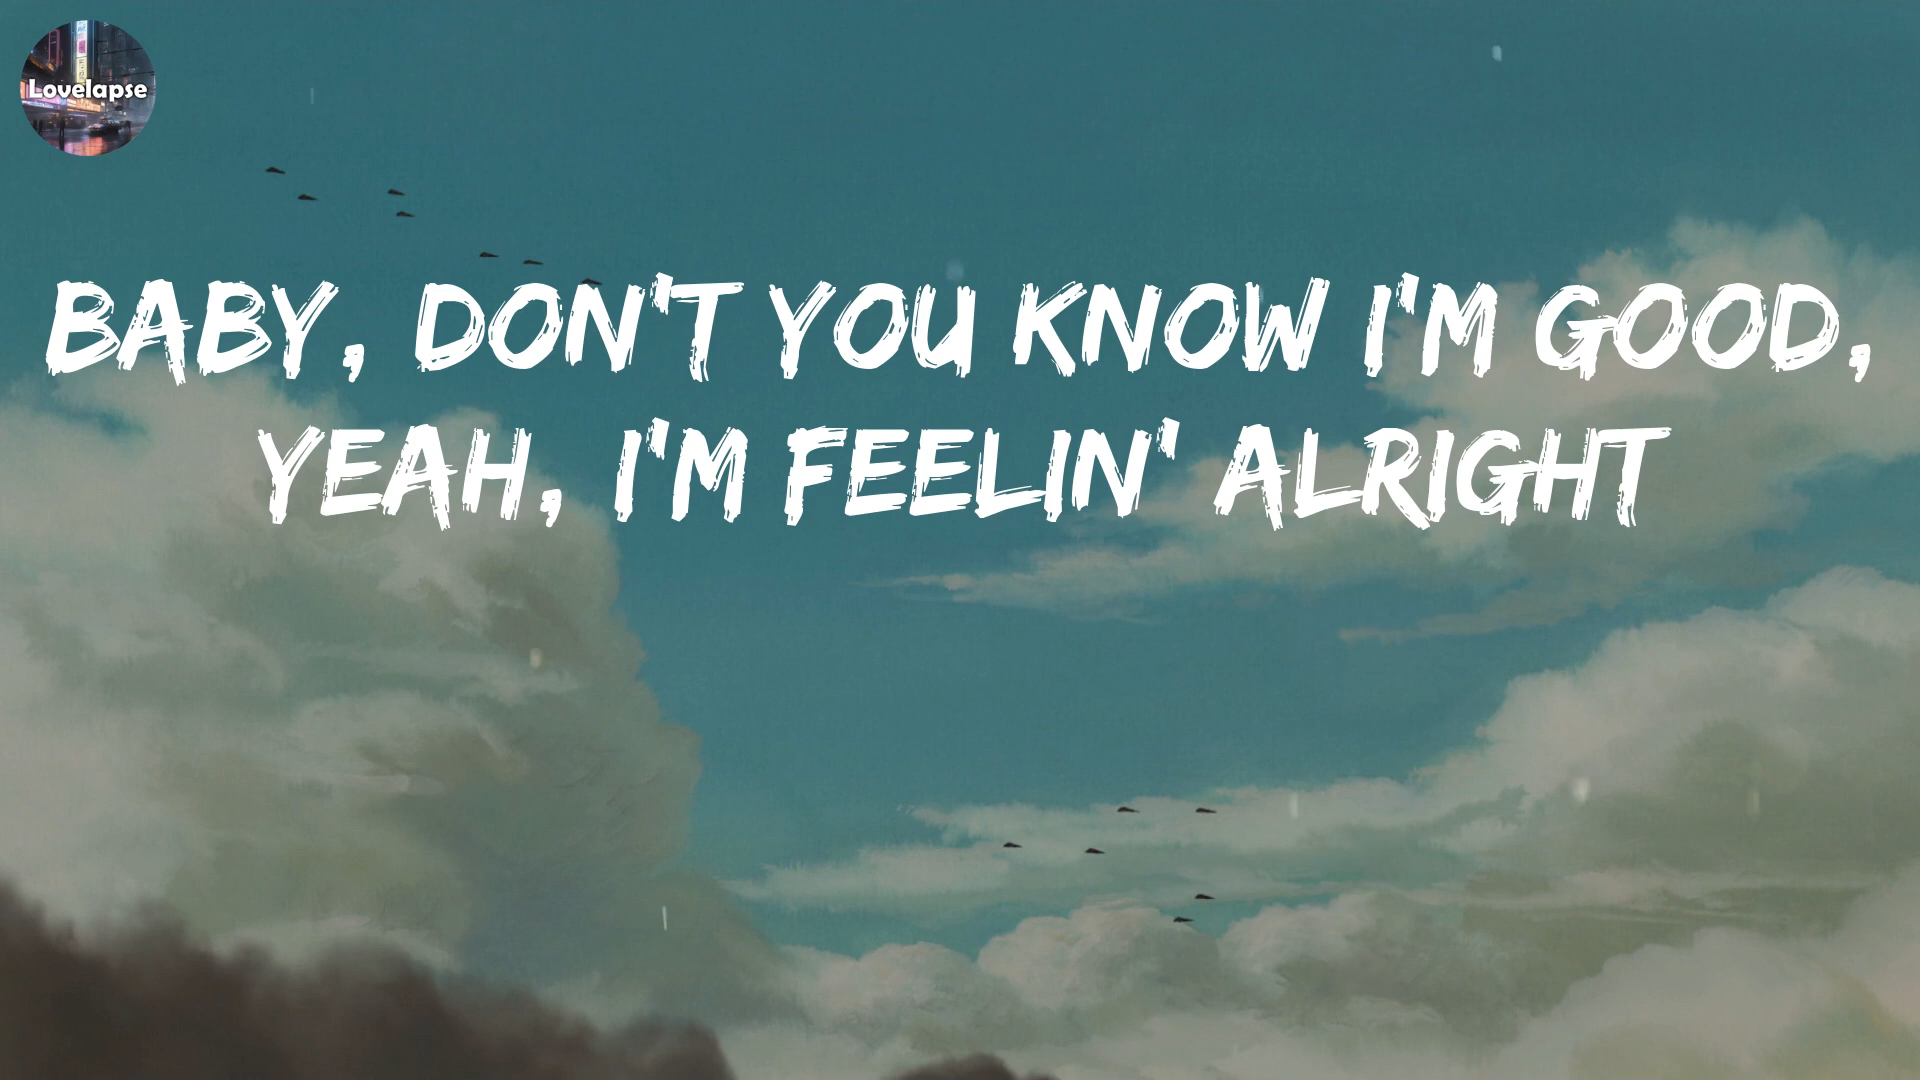 Lovelapse
BABY, DON'T YOU KNOW I'M GOOD,
YEAH, I'M FEELIN' ALRIGHT